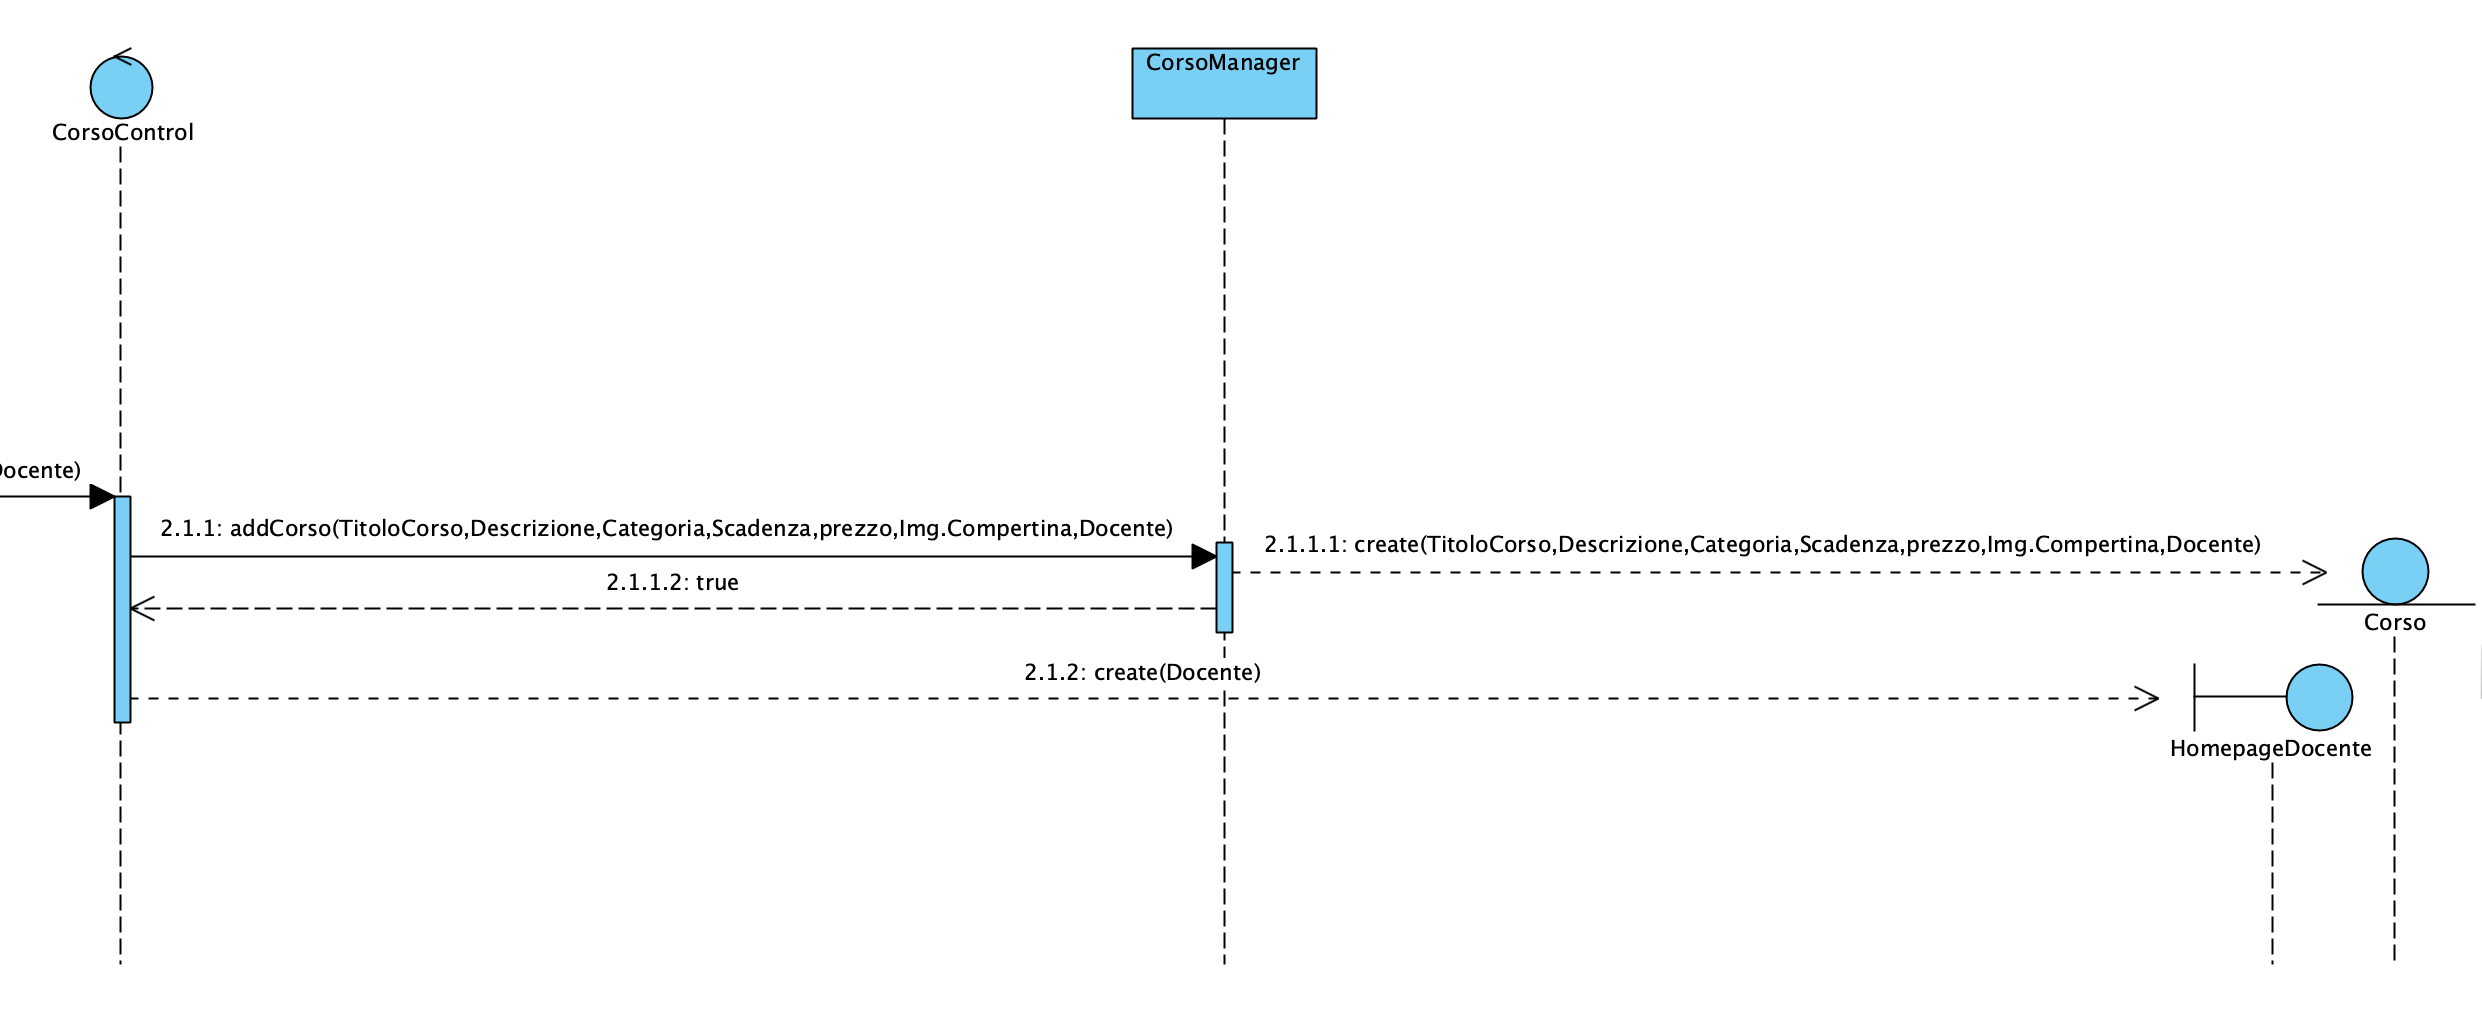 CorsoManager
CorsoControl
ocente)
2.1.1: addCorso(TitoloCorso,Descrizione,Categoria,Scadenza,prezzo,Img.Compertina,Docente)
2.1.1.1: create(TitoloCorso,Descrizione,Categoria,Scadenza,prezzo,Img.Compertina,Docente)
2.1.1.2: true
Corso
2.1.2: create(Docente)
HomepageDocente